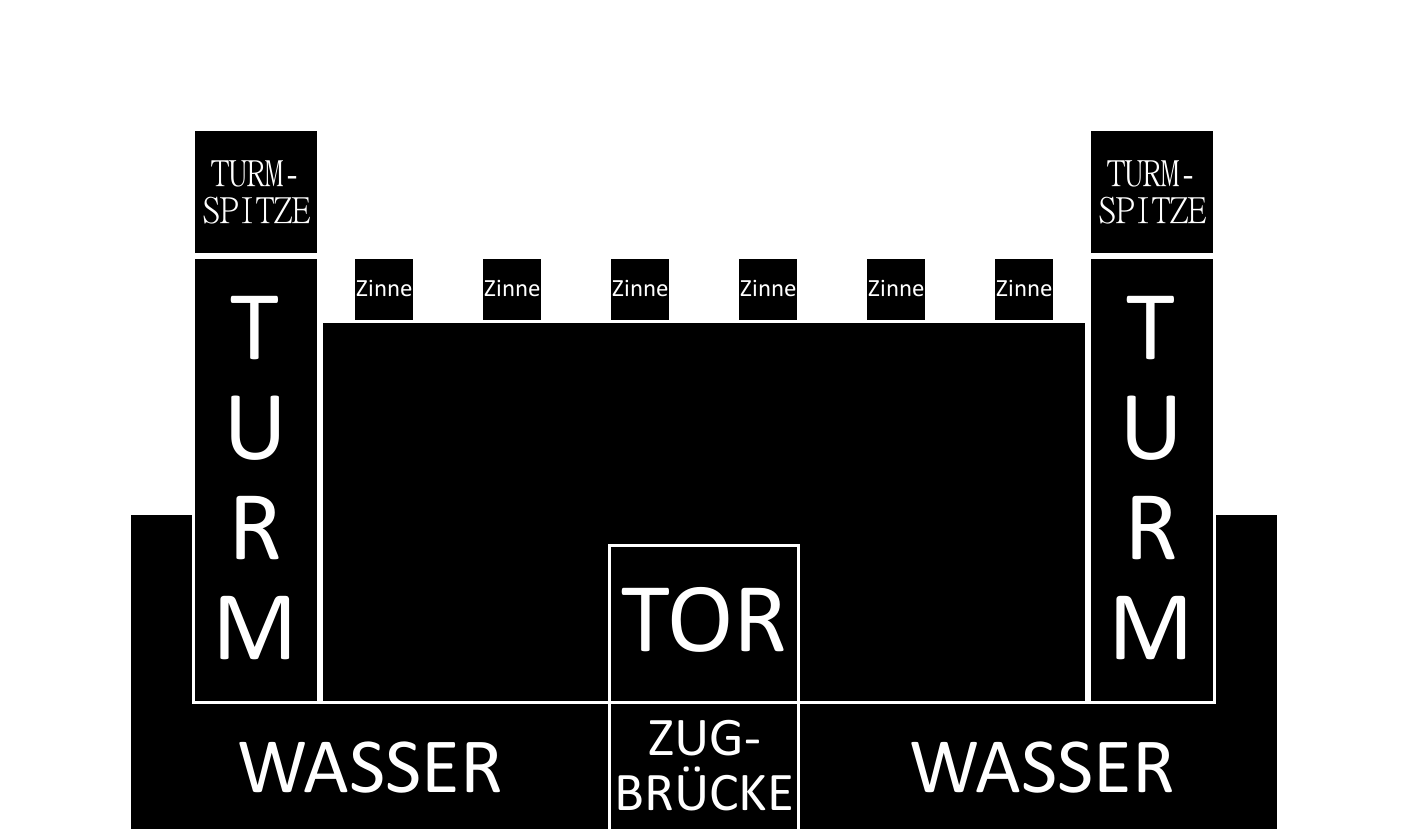 TURM-
SPITZE
TURM-
SPITZE
Zinne
Zinne
Zinne
Zinne
Zinne
Zinne
T
U
R
M
T
U
R
M
TOR
WASSER
ZUG-
BRÜCKE
WASSER